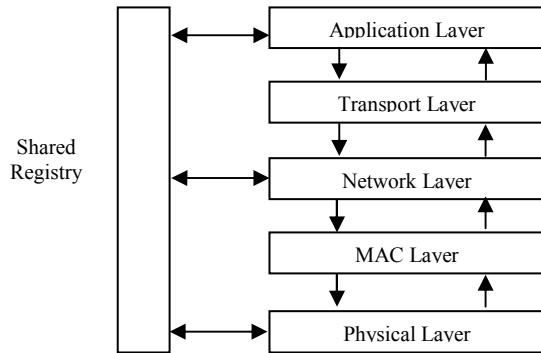 Application Layer
Transport Layer
Shared
Registry
Network Layer
MAC Layer
Physical Layer